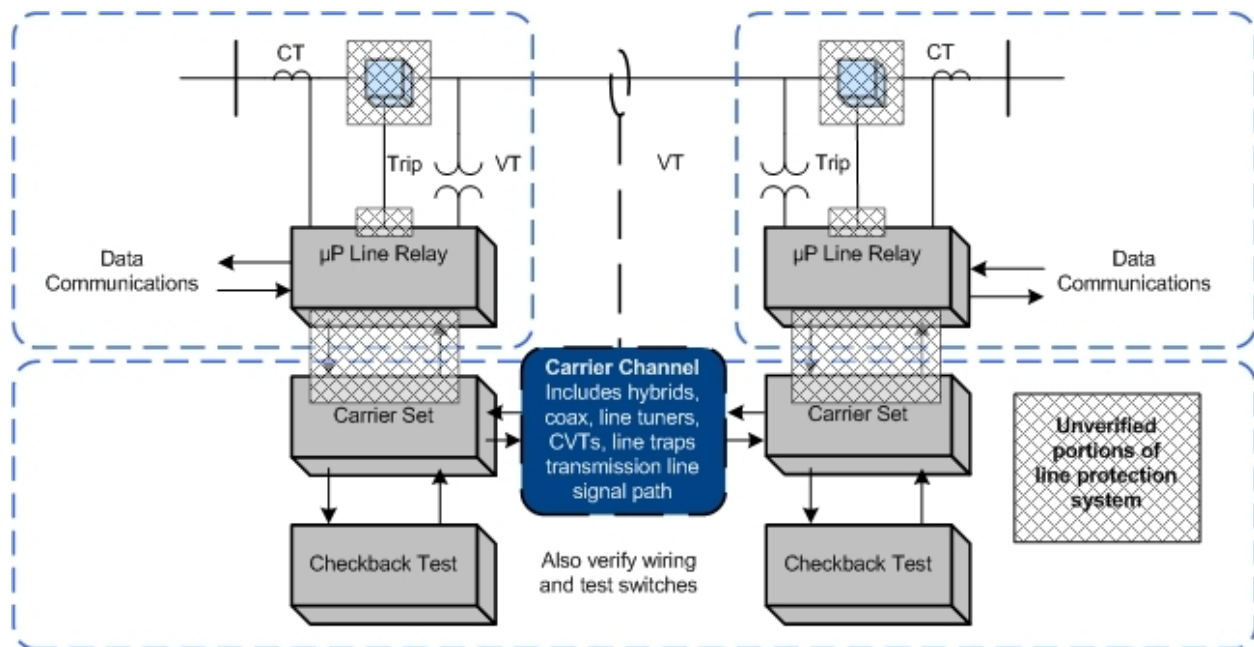 CT
CT
Trip
VT
VT
Trip
µP Line Relay
µP Line Relay
Data
Communications
Data
Communications
Carrier Channel
Includes hybrids,
coax, line tuners,
CVTs, line traps
transmission line
signal path
Carrier Set
Carrier Set
Unverified
portions of
line protection
system
Checkback Test
Also verify wiring
and test switches
Checkback Test